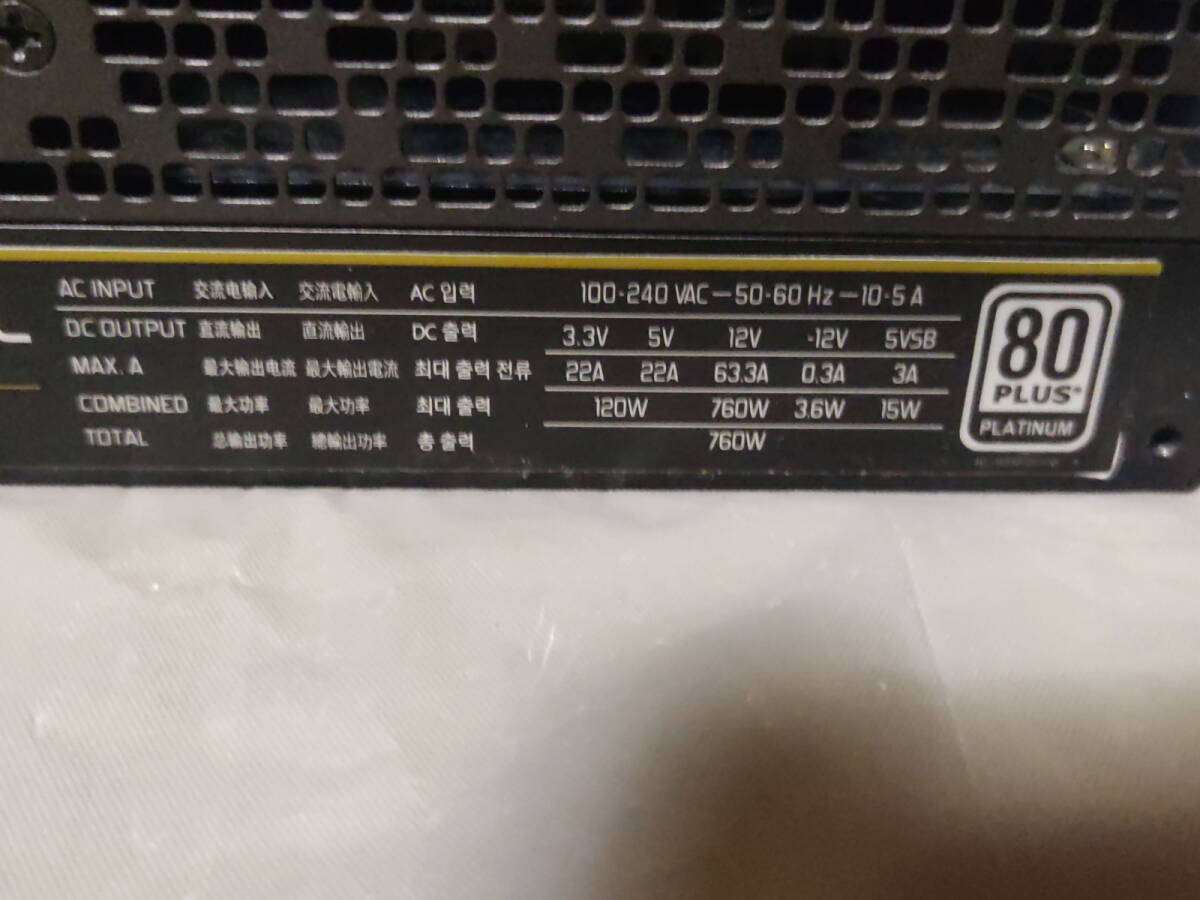 AC INPUT 交流电输入 交流電輸入 AC 입력 100-240 VAC — 50-60 Hz — 10-5 A
DC OUTPUT 直流输出 直流輸出 DC 출력 3.3V 5V 12V -12V 5VSB
MAX. A 最大输出电流 最大輸出電流 최대 출력 전류 22A 22A 63.3A 0.3A 3A
COMBINED 最大功率 最大功率 최대 출력 120W 760W 3.6W 15W
TOTAL 总输出功率 總輸出功率 총 출력 760W
80
PLUS®
PLATINUM